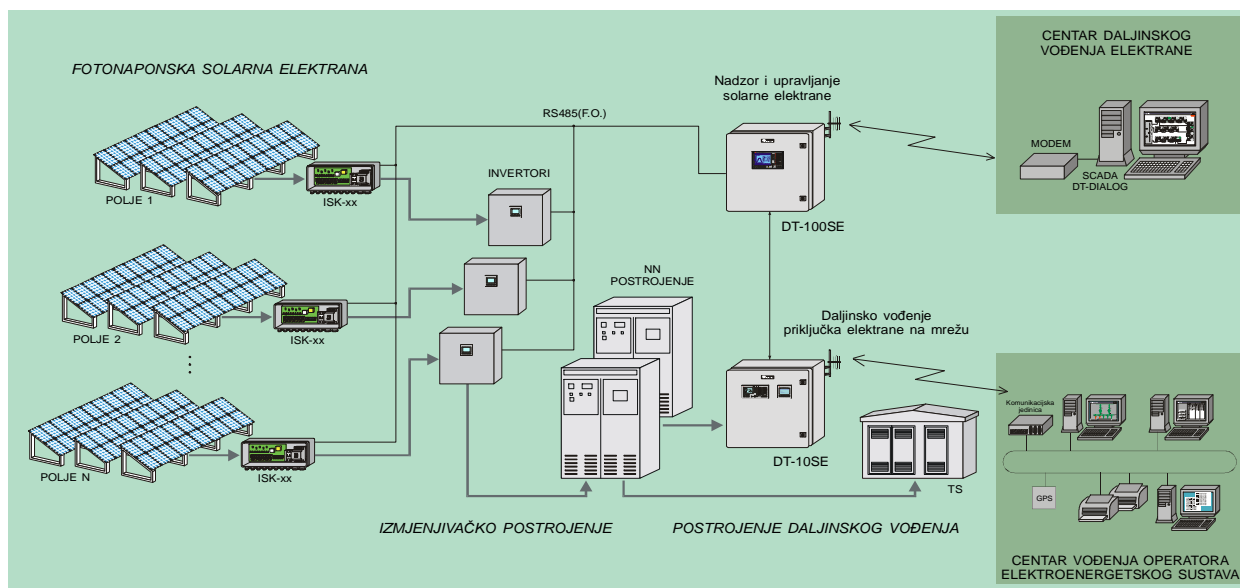 FOTONAPONSKA SOLARNA ELEKTRANA
POLJE 1
ISK-xx
POLJE 2
ISK-xx
POLJE N
ISK-xx
RS485(F.O.)
INVERTORI
NN
POSTROJENJE
IZMJENJIVAČKO POSTROJENJE
Nadzor i upravljanje
solarne elektrane
DT-100SE
Daljinsko vođenje
priključka elektrane na mrežu
DT-10SE
TS
POSTROJENJE DALJINSKOG VOĐENJA
CENTAR DALJINSKOG
VOĐENJA ELEKTRANE
MODEM
SCADA
DT-DIALOG
Komunikacijska
jedinica
GPS
CENTAR VOĐENJA OPERATORA
ELEKTROENERGETSKOG SUSTAVA